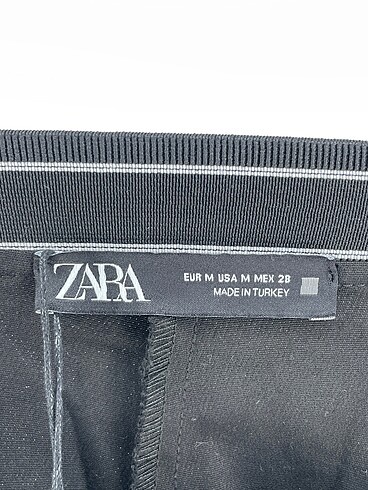 ZARA
EUR M USA M MEX 28
MADE IN TURKEY